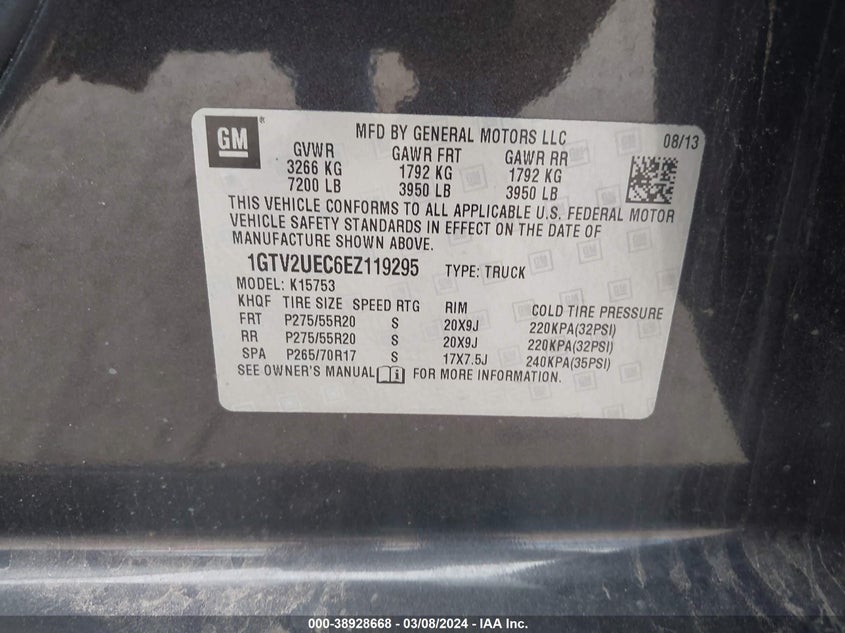 GM
®
MFD BY GENERAL MOTORS LLC
08/13
GVWR GAWR FRT GAWR RR
3266 KG 1792 KG 1792 KG
7200 LB 3950 LB 3950 LB
THIS VEHICLE CONFORMS TO ALL APPLICABLE U.S. FEDERAL MOTOR
VEHICLE SAFETY STANDARDS IN EFFECT ON THE DATE OF
MANUFACTURE SHOWN ABOVE.
1GTV2UEC6EZ119295 TYPE: TRUCK
MODEL: K15753
KHQF TIRE SIZE SPEED RTG RIM COLD TIRE PRESSURE
FRT P275/55R20 S 20X9J 220KPA(32PSI)
RR P275/55R20 S 20X9J 220KPA(32PSI)
SPA P265/70R17 S 17X7.5J 240KPA(35PSI)
SEE OWNER'S MANUAL i FOR MORE INFORMATION.
000-38928668 - 03/08/2024 - IAA Inc.